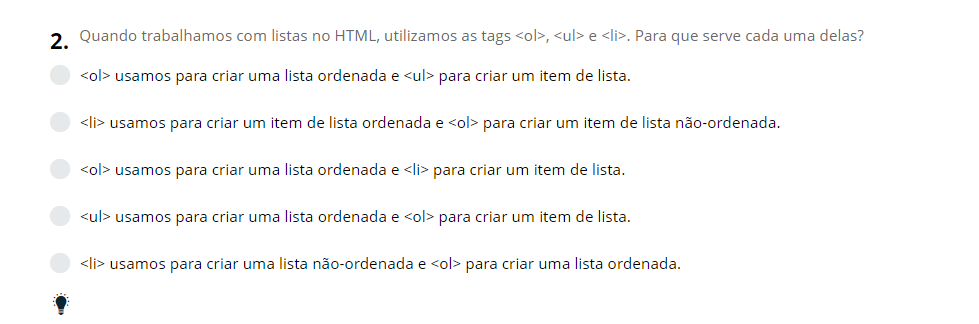 2. Quando trabalhamos com listas no HTML, utilizamos as tags <ol>, <ul> e <li>. Para que serve cada uma delas?
<ol> usamos para criar uma lista ordenada e <ul> para criar um item de lista.
<li> usamos para criar um item de lista ordenada e <ol> para criar um item de lista não-ordenada.
<ol> usamos para criar uma lista ordenada e <li> para criar um item de lista.
<ul> usamos para criar uma lista ordenada e <ol> para criar um item de lista.
<li> usamos para criar uma lista não-ordenada e <ol> para criar uma lista ordenada.